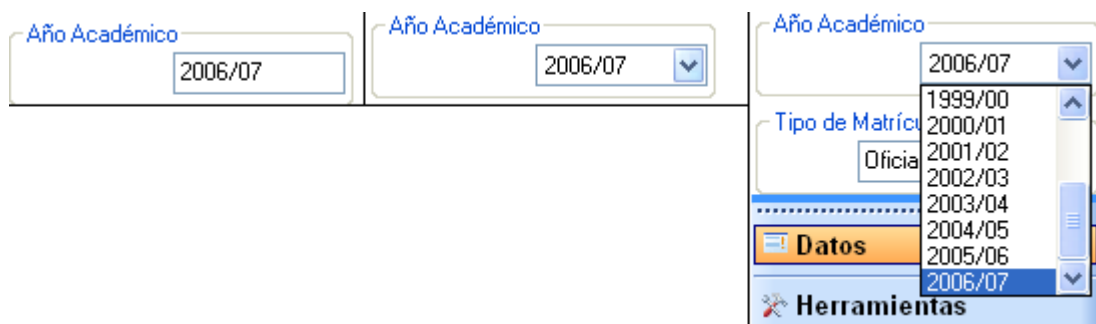 Año Académico
2006/07
Año Académico
2006/07
Año Académico
2006/07
1999/00
2000/01
2001/02
2002/03
2003/04
2004/05
2005/06
2006/07
Tipo de Matrícu
Oficia
Datos
Herramientas